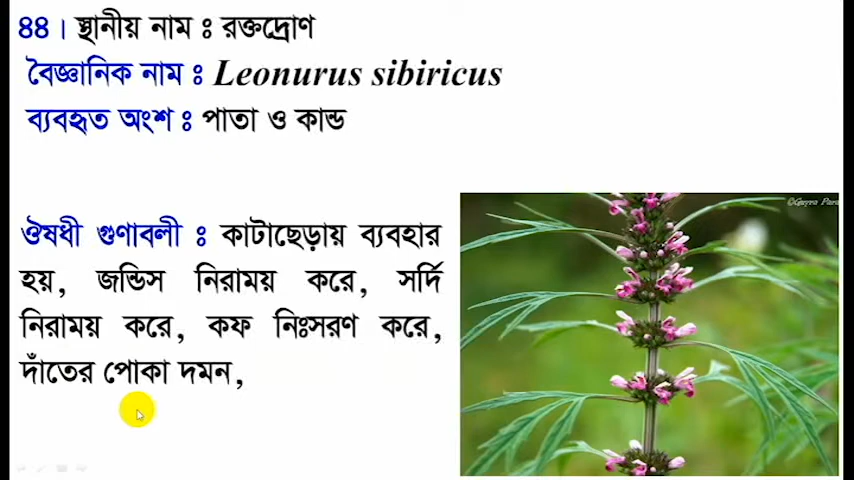 ৪৪। স্থানীয় নাম ঃ রক্তদ্রোণ
বৈজ্ঞানিক নাম ঃ Leonurus sibiricus
ব্যবহৃত অংশ ঃ পাতা ও কান্ড
ঔষধী গুণাবলী ঃ কাটাছেড়ায় ব্যবহার
হয়, জন্ডিস নিরাময় করে, সর্দি
নিরাময় করে, কফ নিঃসরণ করে,
দাঁতের পোকা দমন,